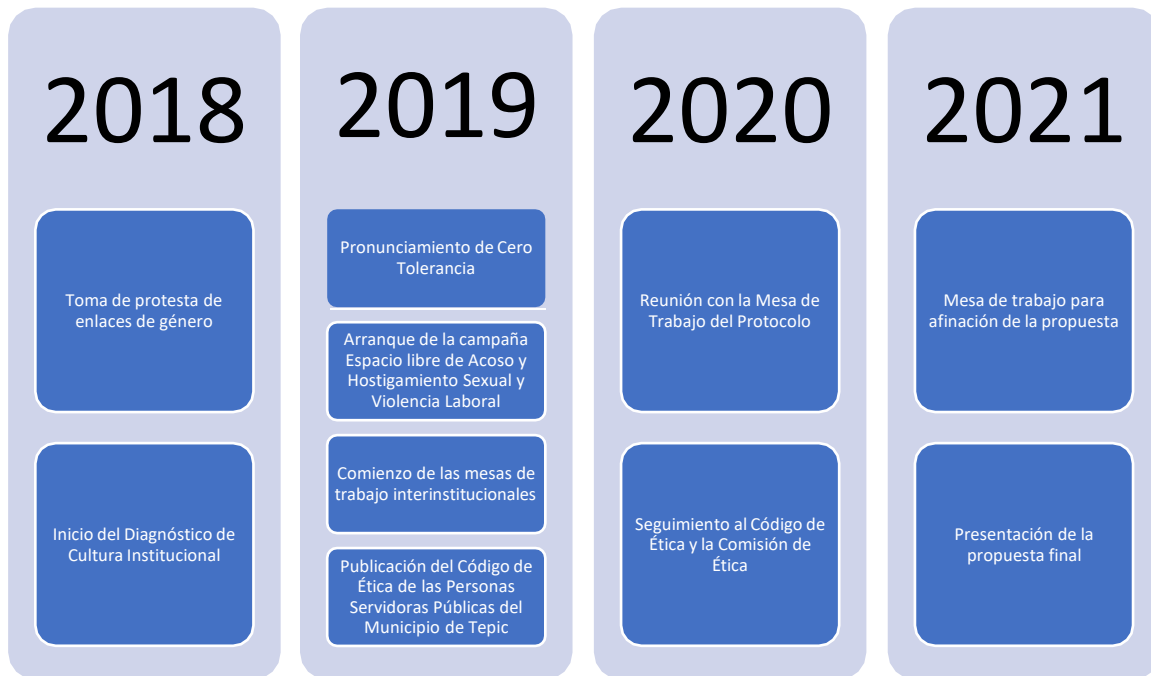 2018
Toma de protesta de
enlaces de género
Inicio del Diagnóstico de
Cultura Institucional
2019
Pronunciamiento de Cero
Tolerancia
Arranque de la campaña
Espacio libre de Acoso y
Hostigamiento Sexual y
Violencia Laboral
Comienzo de las mesas de
trabajo interinstitucionales
Publicación del Código de
Ética de las Personas
Servidoras Públicas del
Municipio de Tepic
2020
Reunión con la Mesa de
Trabajo del Protocolo
Seguimiento al Código de
Ética y la Comisión de
Ética
2021
Mesa de trabajo para
afinación de la propuesta
Presentación de la
propuesta final